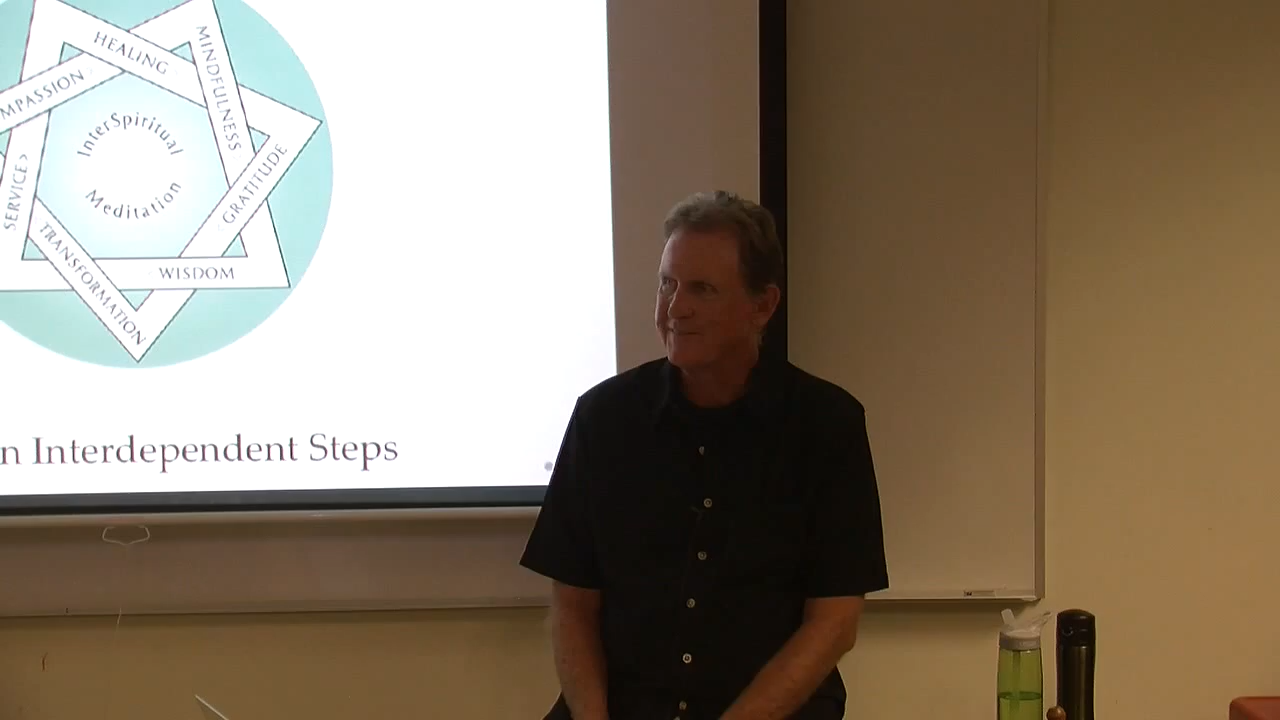 HEALING
MINDFULNESS
MPASSION
InterSpiritual
Meditation
GRATITUDE
SERVICE
TRANSFORMATION
WISDOM
n Interdependent Steps